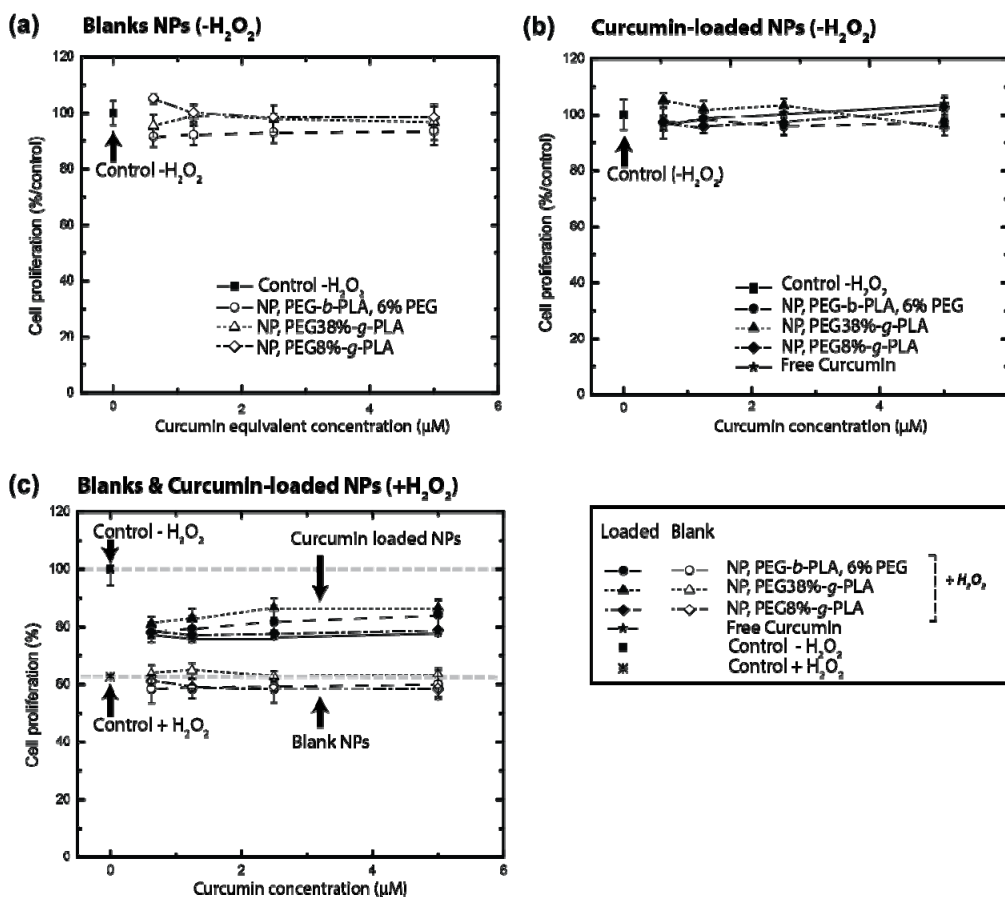 (a) Blanks NPs (-H₂O₂)
120
100
80
60
40
20
0
Cell proliferation (%/control)
Control -H₂O₂
Control -H₂O₂
NP, PEG-b-PLA, 6% PEG
NP, PEG38%-g-PLA
NP, PEG8%-g-PLA
0 2 4 6
Curcumin equivalent concentration (μM)
(b) Curcumin-loaded NPs (-H₂O₂)
120
100
80
60
40
20
0
Cell proliferation (%/control)
Control (-H₂O₂)
Control -H₂O₂
NP, PEG-b-PLA, 6% PEG
NP, PEG38%-g-PLA
NP, PEG8%-g-PLA
Free Curcumin
0 2 4
Curcumin concentration (μM)
(c) Blanks & Curcumin-loaded NPs (+H₂O₂)
120
100
80
60
40
20
0
Cell proliferation (%)
Control - H₂O₂
Curcumin loaded NPs
Control + H₂O₂
Blank NPs
0 2 4 6
Curcumin concentration (μM)
Loaded Blank
NP, PEG-b-PLA, 6% PEG
NP, PEG38%-g-PLA
NP, PEG8%-g-PLA
+ H₂O₂
Free Curcumin
Control - H₂O₂
Control + H₂O₂